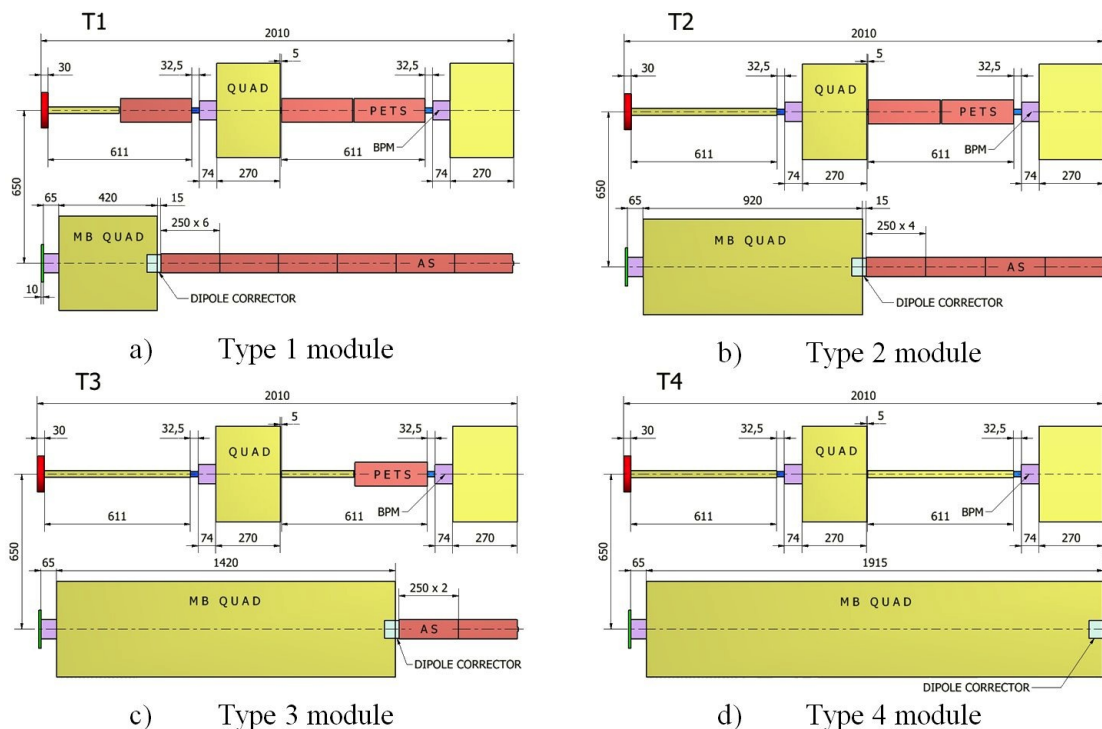 T1
2010
30
32,5
5
32,5
QUAD
PETS
BPM
611
611
74
270
74
270
650
65
420
15
250 x 6
MB QUAD
AS
10
DIPOLE CORRECTOR
a) Type 1 module
T2
2010
30
32,5
5
32,5
QUAD
PETS
BPM
611
611
74
270
74
270
650
65
920
15
250 x 4
MB QUAD
AS
DIPOLE CORRECTOR
b) Type 2 module
T3
2010
30
32,5
5
32,5
QUAD
PETS
BPM
611
611
74
270
74
270
650
65
1420
250 x 2
MB QUAD
AS
DIPOLE CORRECTOR
c) Type 3 module
T4
2010
30
32,5
5
32,5
QUAD
BPM
611
611
74
270
74
270
650
65
1915
MB QUAD
DIPOLE CORRECTOR
d) Type 4 module